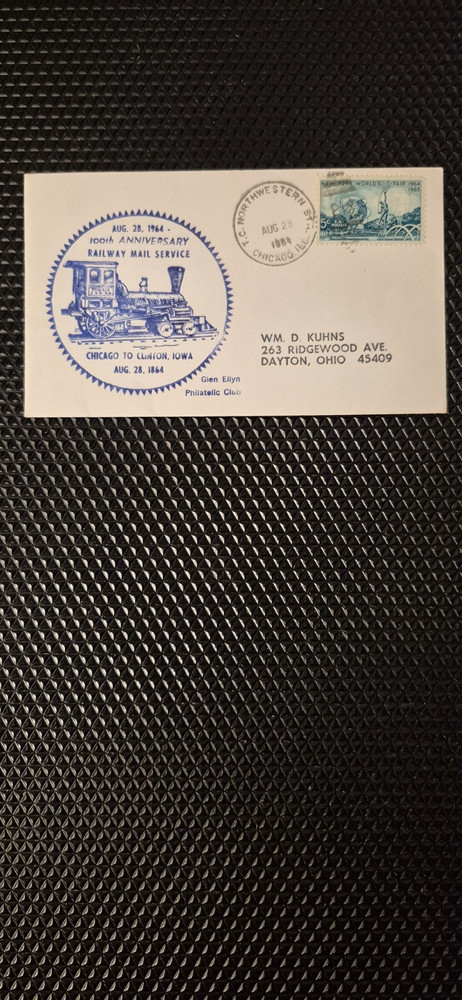 AUG. 28, 1964 -
100th ANNIVERSARY
RAILWAY MAIL SERVICE
CHICAGO TO CLINTON, IOWA
AUG. 28, 1864
Glen Ellyn
Philatelic Club
T.C. NORTHWESTERN ST.
AUG 28
1964
CHICAGO, ILL.
NEW YORK WORLD'S FAIR 1964
1965
5c
WM. D. KUHNS
263 RIDGEWOOD AVE.
DAYTON, OHIO 45409